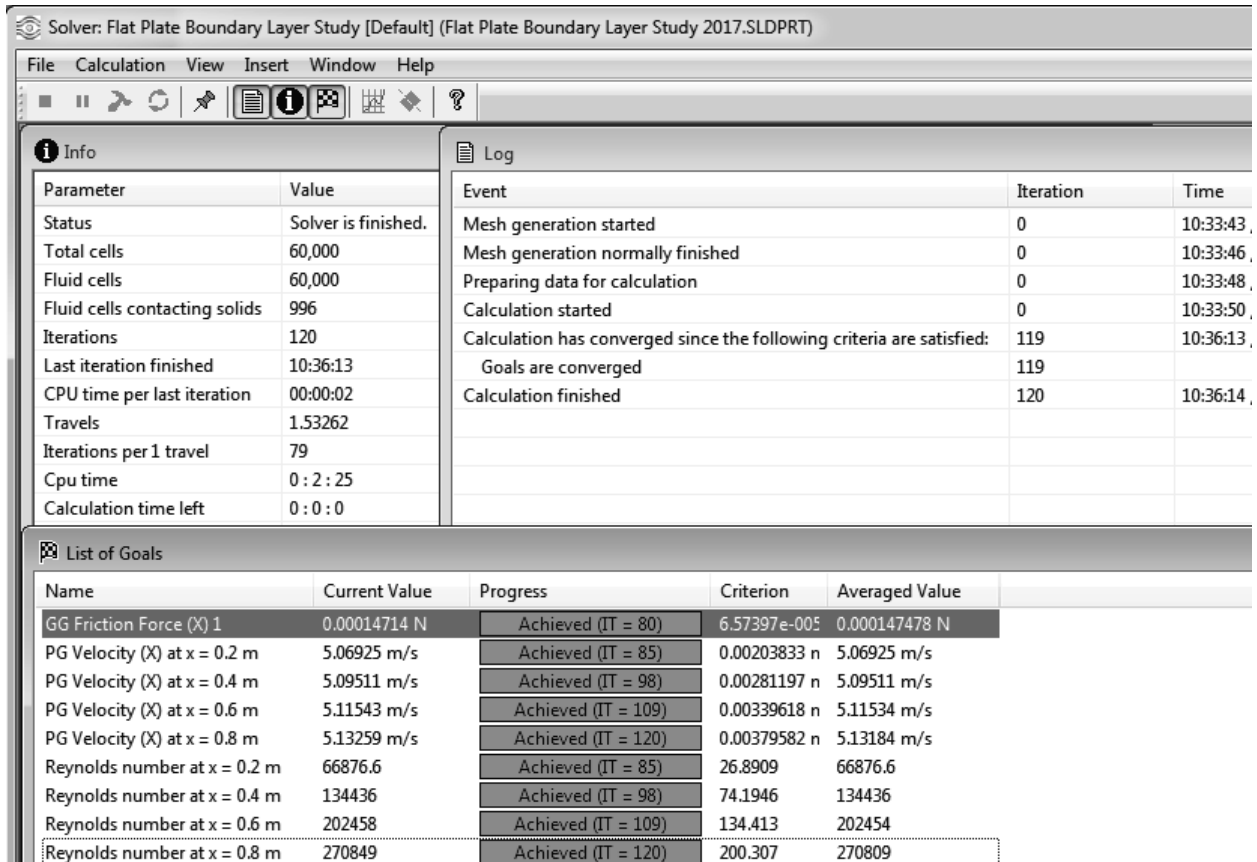 Solver: Flat Plate Boundary Layer Study [Default] (Flat Plate Boundary Layer Study 2017.SLDPRT)
File Calculation View Insert Window Help
Info
Parameter Value
Status Solver is finished.
Total cells 60,000
Fluid cells 60,000
Fluid cells contacting solids 996
Iterations 120
Last iteration finished 10:36:13
CPU time per last iteration 00:00:02
Travels 1.53262
Iterations per 1 travel 79
Cpu time 0 : 2 : 25
Calculation time left 0 : 0 : 0
Log
Event Iteration Time
Mesh generation started 0 10:33:43 ,
Mesh generation normally finished 0 10:33:46 ,
Preparing data for calculation 0 10:33:48 ,
Calculation started 0 10:33:50 ,
Calculation has converged since the following criteria are satisfied: 119 10:36:13 ,
Goals are converged 119
Calculation finished 120 10:36:14 ,
List of Goals
Name Current Value Progress Criterion Averaged Value
GG Friction Force (X) 1 0.00014714 N Achieved (IT = 80) 6.57397e-005 0.000147478 N
PG Velocity (X) at x = 0.2 m 5.06925 m/s Achieved (IT = 85) 0.00203833 n 5.06925 m/s
PG Velocity (X) at x = 0.4 m 5.09511 m/s Achieved (IT = 98) 0.00281197 n 5.09511 m/s
PG Velocity (X) at x = 0.6 m 5.11543 m/s Achieved (IT = 109) 0.00339618 n 5.11534 m/s
PG Velocity (X) at x = 0.8 m 5.13259 m/s Achieved (IT = 120) 0.00379582 n 5.13184 m/s
Reynolds number at x = 0.2 m 66876.6 Achieved (IT = 85) 26.8909 66876.6
Reynolds number at x = 0.4 m 134436 Achieved (IT = 98) 74.1946 134436
Reynolds number at x = 0.6 m 202458 Achieved (IT = 109) 134.413 202454
Reynolds number at x = 0.8 m 270849 Achieved (IT = 120) 200.307 270809